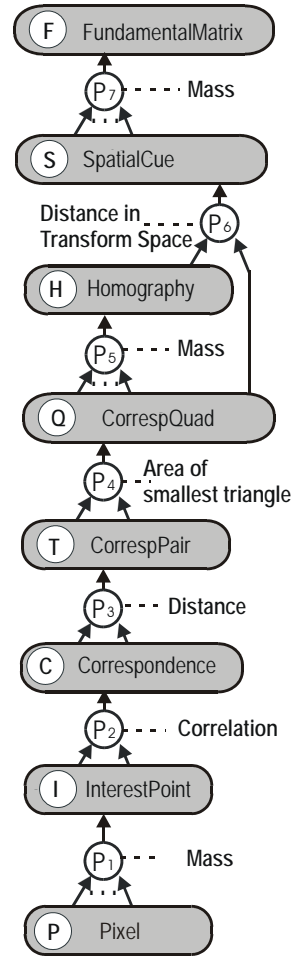 F FundamentalMatrix
P7 Mass
S SpatialCue
Distance in
Transform Space P6
H Homography
P5 Mass
Q CorrespQuad
P4 Area of
smallest triangle
T CorrespPair
P3 Distance
C Correspondence
P2 Correlation
I InterestPoint
P1 Mass
P Pixel